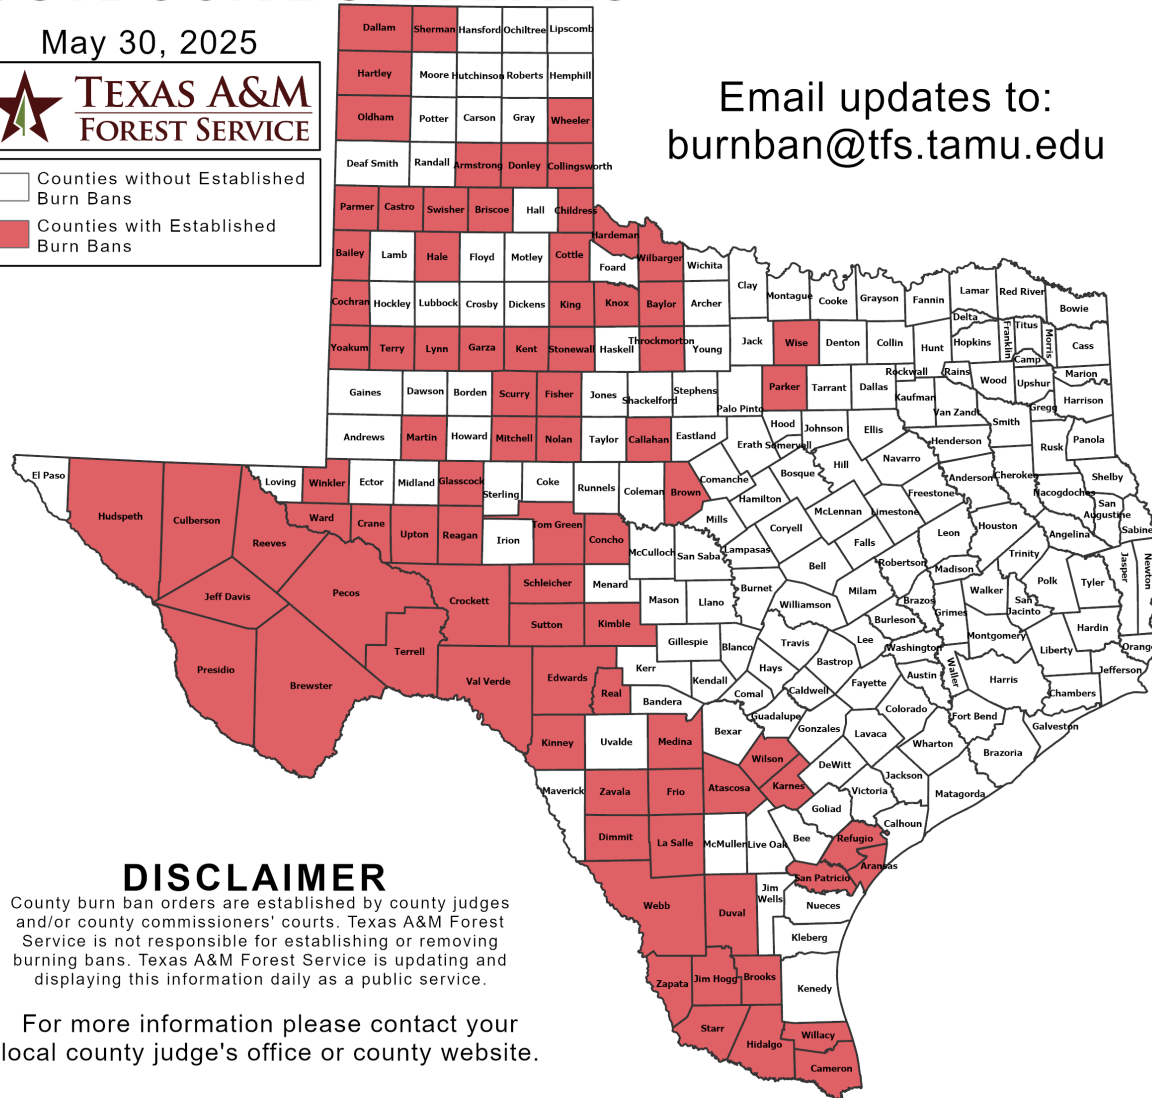 May 30, 2025
TEXAS A&M
FOREST SERVICE
Counties without Established
Burn Bans
Counties with Established
Burn Bans
Email updates to:
burnban@tfs.tamu.edu
Dallam Sherman Hansford Ochiltree Lipscomb
Hartley Moore Hutchinson Roberts Hemphill
Oldham Potter Carson Gray Wheeler
Deaf Smith Randall Armstrong Donley Collingsworth
Parmer Castro Swisher Briscoe Hall Childress
Hardeman
Bailey Lamb Hale Floyd Motley Cottle Foard Wilbarger Wichita
Clay Montague Cooke Grayson Fannin Lamar Red River Bowie
Cochran Hockley Lubbock Crosby Dickens King Knox Baylor Archer
Delta Franklin Titus Morris Cass
Yoakum Terry Lynn Garza Kent Stonewall Haskell Throckmorton Young Jack Wise Denton Collin Hunt Hopkins Camp
Rockwall Rains Wood Upshur Marion
Gaines Dawson Borden Scurry Fisher Jones Shackelford Stephens Palo Pinto Parker Tarrant Dallas Kaufman Van Zandt Gregg Harrison
Andrews Martin Howard Mitchell Nolan Taylor Callahan Eastland Erath Hood Somervell Johnson Ellis Henderson Smith Rusk Panola
El Paso Loving Winkler Ector Midland Glasscock Sterling Coke Runnels Coleman Brown Comanche Hamilton Bosque Hill Navarro Anderson Cherokee Shelby
Nacogdoches San
Augustine Sabine
Hudspeth Culberson Reeves Ward Crane Upton Reagan Irion Tom Green Concho McCulloch San Saba Mills Lampasas Coryell McLennan Limestone Freestone Leon Houston Angelina
Jeff Davis Pecos Crockett Schleicher Menard Mason Llano Burnet Bell Falls Robertson Madison Trinity Walker Polk Tyler Jasper Newton
Sutton Kimble Williamson Milam Brazos Grimes San
Jacinto
Presidio Brewster Terrell Val Verde Edwards Real Kerr Gillespie Blanco Travis Lee Burleson Washington Montgomery Liberty Hardin Orange
Kendall Hays Bastrop Fayette Austin Waller Harris Chambers Jefferson
Bandera Comal Caldwell Colorado
Kinney Uvalde Medina Bexar Guadalupe Gonzales Lavaca Wharton Fort Bend Galveston
Wilson DeWitt Jackson Brazoria
Maverick Zavala Frio Atascosa Karnes Goliad Victoria Matagorda
Dimmit La Salle McMullen Live Oak Bee Refugio Calhoun
Aransas
San Patricio
Webb Duval Jim
Wells Nueces
Kleberg
Zapata Jim Hogg Brooks Kenedy
Starr Hidalgo Willacy
Cameron
DISCLAIMER
County burn ban orders are established by county judges
and/or county commissioners' courts. Texas A&M Forest
Service is not responsible for establishing or removing
burning bans. Texas A&M Forest Service is updating and
displaying this information daily as a public service.
For more information please contact your
local county judge's office or county website.